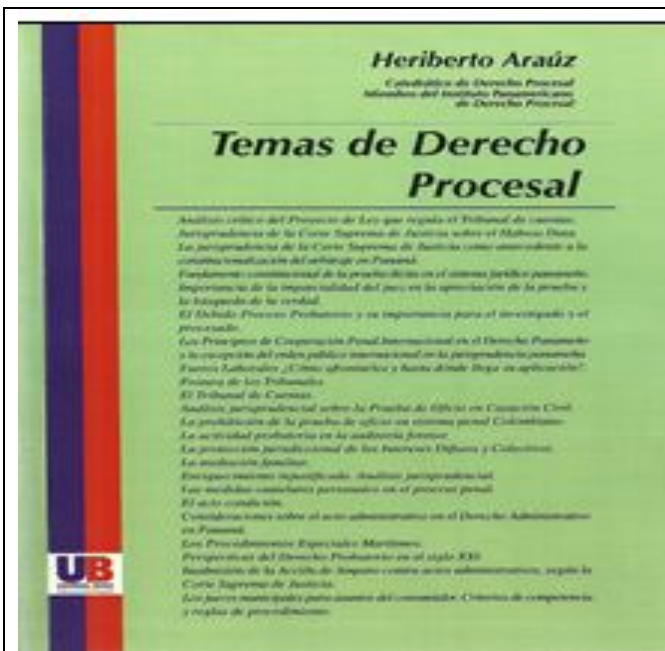 Heriberto Araúz
Catedrático de Derecho Procesal
Miembro del Instituto Panamericano
de Derecho Procesal
Temas de Derecho
Procesal
Análisis crítico del Proyecto de Ley que regula el Tribunal de cuentas.
Jurisprudencia de la Corte Suprema de Justicia sobre el Hábeas Data.
La jurisprudencia de la Corte Suprema de Justicia como antecedente a la
constitucionalización del arbitraje en Panamá.
Fundamento constitucional de la prueba ilícita en el sistema jurídico panameño.
Importancia de la imparcialidad del juez en la apreciación de la prueba y
la búsqueda de la verdad.
El Debido Proceso Probatorio y su importancia para el investigado y el
procesado.
Los Principios de Cooperación Penal Internacional en el Derecho Panameño
y la excepción del orden público internacional en la jurisprudencia panameña
Fueros Laborales ¿Cómo afrontarlos y hasta dónde llega su aplicación?.
de los Tribunales.
El Tribunal de Cuentas.
Análisis jurisprudencial sobre la Prueba de Oficio en Casación Civil.
La prohibición de la prueba de oficio en sistema penal Colombiano.
La actividad probatoria en la auditoría forense.
La protección jurisdiccional de los Intereses Difusos y Colectivos.
La mediación familiar.
Enriquecimiento injustificado. Análisis jurisprudencial.
Las medidas cautelares personales en el proceso penal.
El acto condición.
Consideraciones sobre el acto administrativo en el Derecho Administrativo
en Panamá.
Los Procedimientos Especiales Marítimos.
Perspectivas del Derecho Probatorio en el siglo XXI.
de la Acción de Amparo contra actos administrativos, según la
Corte Suprema de Justicia.
Los jueces municipales para asuntos del consumidor. Criterios de competencia
y reglas de procedimiento.
UB